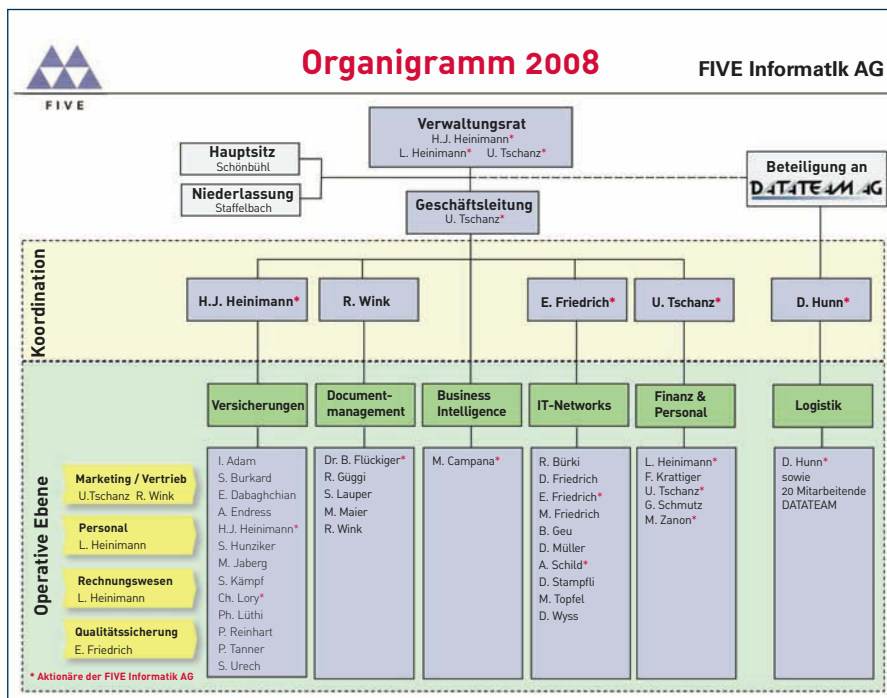 FIVE
Organigramm 2008
FIVE InformatIk AG
Verwaltungsrat
H.J. Heinimann*
L. Heinimann* U. Tschanz*
Hauptsitz
Schönbühl
Niederlassung
Staffelbach
Geschäftsleitung
U. Tschanz*
Beteiligung an
DATATEAM AG
Koordination
H.J. Heinimann*
R. Wink
E. Friedrich*
U. Tschanz*
D. Hunn*
Operative Ebene
Versicherungen
Document-
management
Business
Intelligence
IT-Networks
Finanz &
Personal
Logistik
Marketing / Vertrieb
U.Tschanz R. Wink
Personal
L. Heinimann
Rechnungswesen
L. Heinimann
Qualitätssicherung
E. Friedrich
I. Adam
S. Burkard
E. Dabaghchian
A. Endress
H.J. Heinimann*
S. Hunziker
M. Jaberg
S. Kämpf
Ch. Lory*
Ph. Lüthi
P. Reinhart
P. Tanner
S. Urech
Dr. B. Flückiger*
R. Güggi
S. Lauper
M. Maier
R. Wink
M. Campana*
R. Bürki
D. Friedrich
E. Friedrich*
M. Friedrich
B. Geu
D. Müller
A. Schild*
D. Stampfli
M. Topfel
D. Wyss
L. Heinimann*
F. Krattiger
U. Tschanz*
G. Schmutz
M. Zanon*
D. Hunn*
sowie
20 Mitarbeitende
DATATEAM
* Aktionäre der FIVE Informatik AG